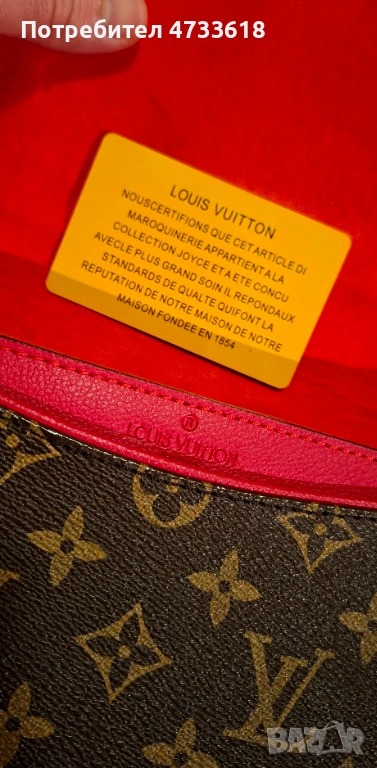 Потребител 4733618
LOUIS VUITTON
NOUSCERTIFIONS QUE CET ARTICLE DI
MAROQUINERIE APPARTIENT À LA
COLLECTION JOYCE ET A ETE CONCU
AVECLE PLUS GRAND SOIN IL REPONDAUX
STANDARDS DE QUALTE QUIFONT LA
REPUTATION DE NOTRE MAISON DE NOTRE
MAISON FONDEE EN 1854
®
LOUIS VUITTON
BAZAR